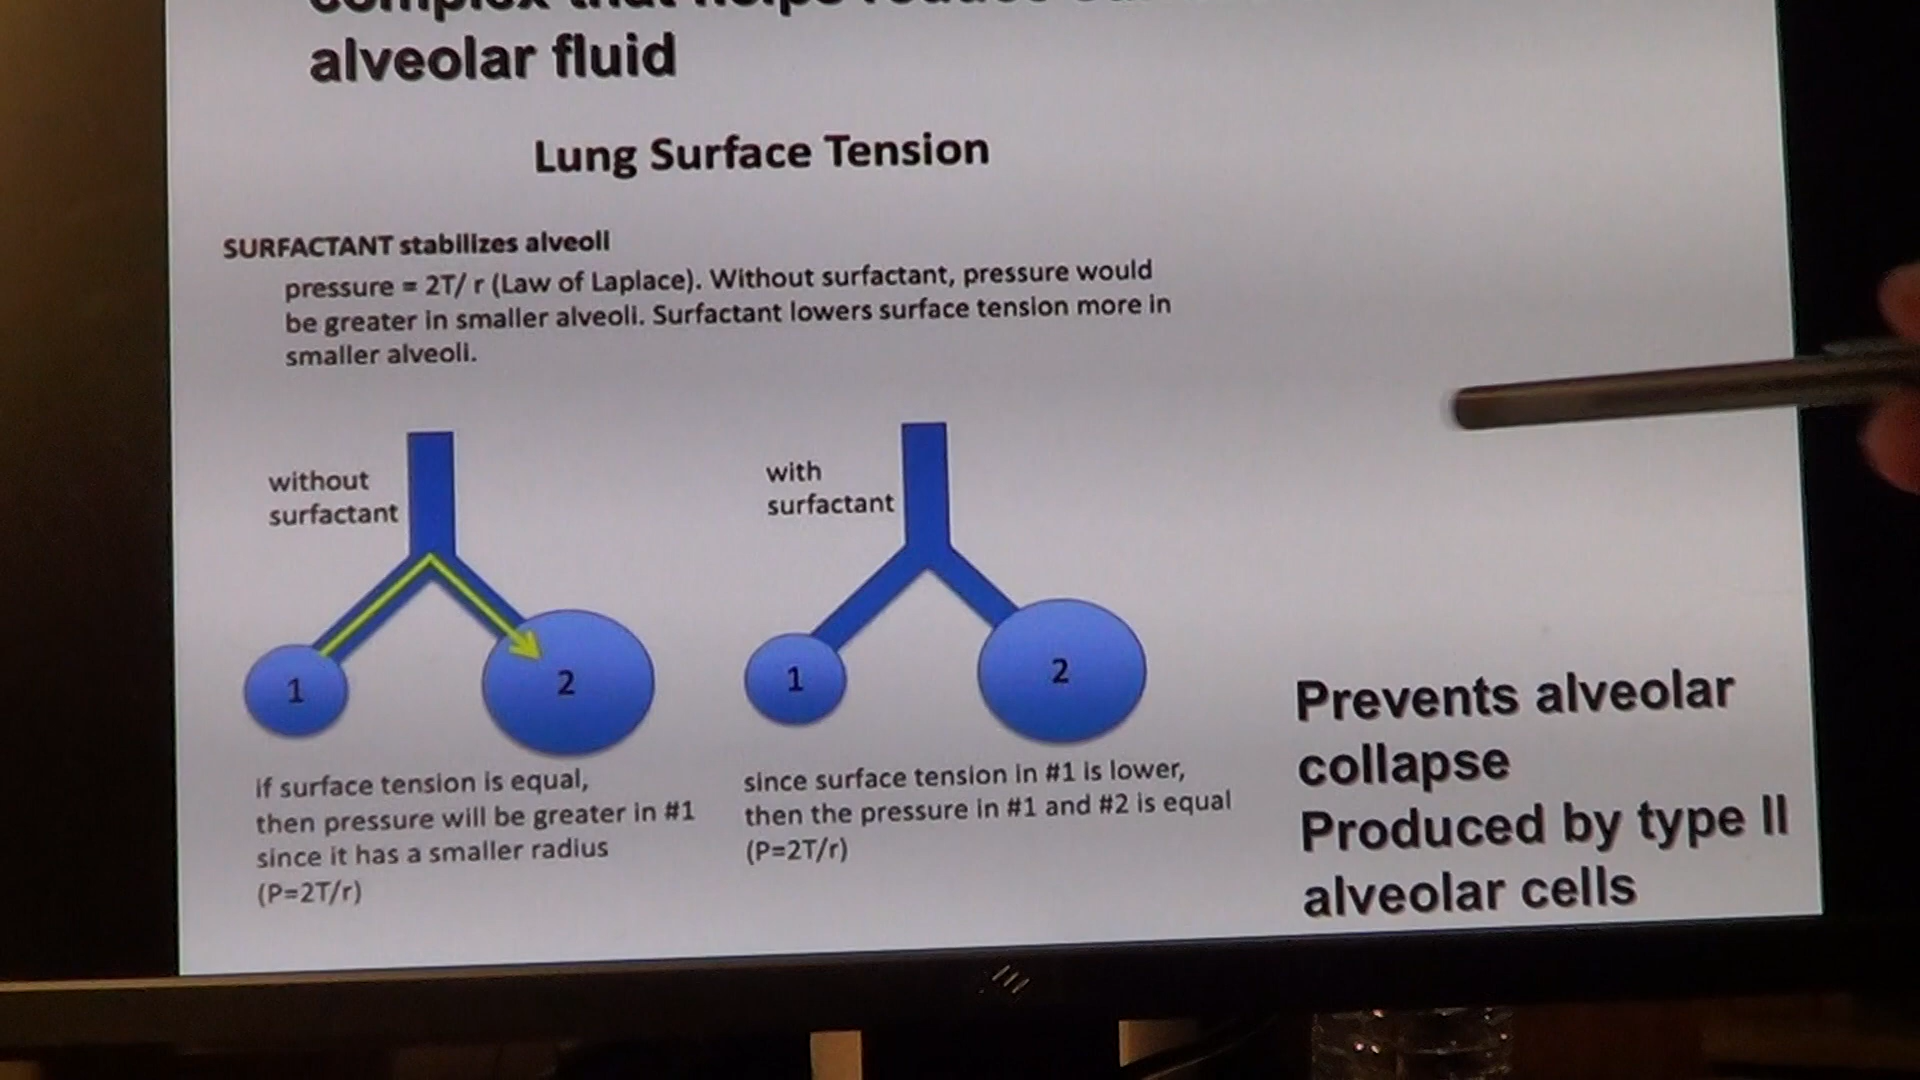 complex that helps reduce
alveolar fluid
Lung Surface Tension
SURFACTANT stabilizes alveoli
pressure = 2T/ r (Law of Laplace). Without surfactant, pressure would
be greater in smaller alveoli. Surfactant lowers surface tension more in
smaller alveoli.
without
surfactant
with
surfactant
1
2
1
2
if surface tension is equal,
then pressure will be greater in #1
since it has a smaller radius
(P=2T/r)
since surface tension in #1 is lower,
then the pressure in #1 and #2 is equal
(P=2T/r)
Prevents alveolar
collapse
Produced by type II
alveolar cells